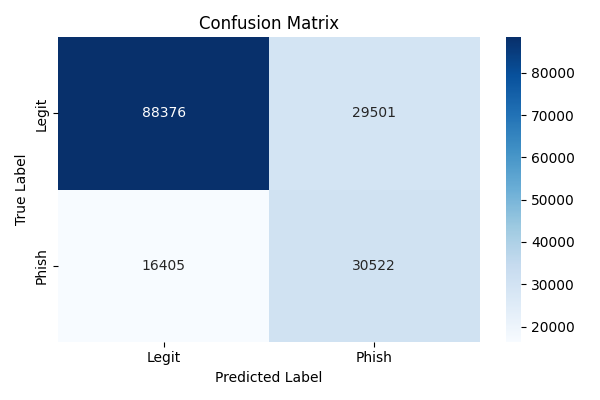 Confusion Matrix
True Label
Legit
Phish
88376
29501
16405
30522
Legit
Phish
Predicted Label
80000
70000
60000
50000
40000
30000
20000